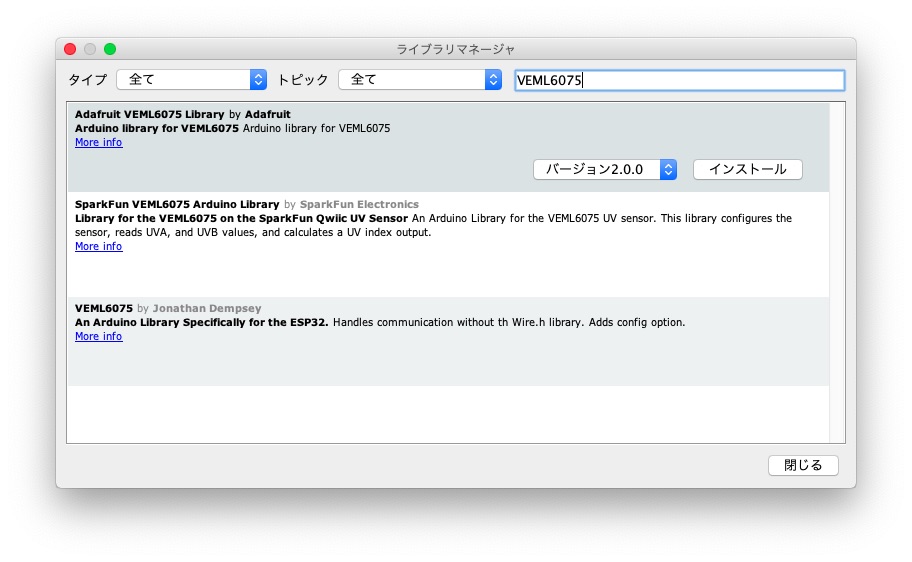 ライブラリマネージャ
タイプ 全て トピック 全て VEML6075
Adafruit VEML6075 Library by Adafruit
Arduino library for VEML6075 Arduino library for VEML6075
More info
バージョン2.0.0 インストール
SparkFun VEML6075 Arduino Library by SparkFun Electronics
Library for the VEML6075 on the SparkFun Qwiic UV Sensor An Arduino Library for the VEML6075 UV sensor. This library configures the
sensor, reads UVA, and UVB values, and calculates a UV index output.
More info
VEML6075 by Jonathan Dempsey
An Arduino Library Specifically for the ESP32. Handles communication without th Wire.h library. Adds config option.
More info
閉じる